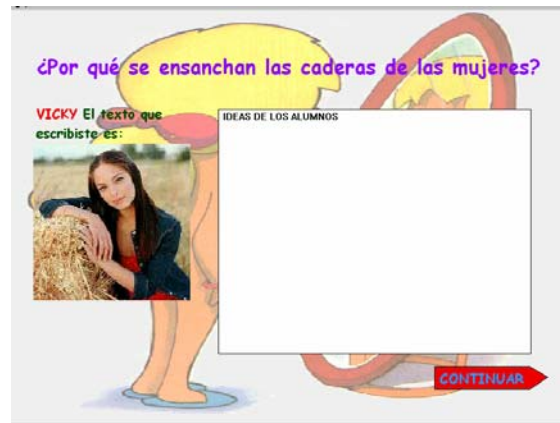 ¿Por qué se ensanchan las caderas de las mujeres?
VICKY El texto que
escribiste es:
IDEAS DE LOS ALUMNOS
CONTINUAR